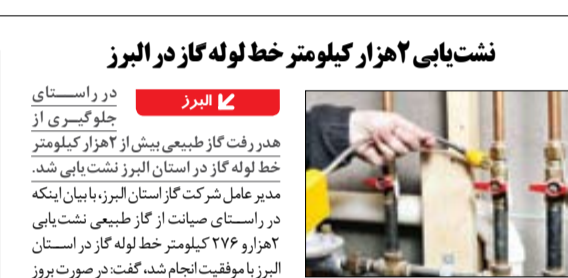 نشت‌یابی ۲هزار کیلومتر خط لوله گاز در البرز
البرز
در راستای
جلوگیری از
هدر رفت گاز طبیعی بیش از ۲هزار کیلومتر
خط لوله گاز در استان البرز نشت یابی شد.
مدیر عامل شرکت گاز استان البرز، با بیان اینکه
در راستای صیانت از گاز طبیعی نشت یابی
۲هزارو ۲۷۶ کیلومتر خط لوله گاز در استان
البرز با موفقیت انجام شد، گفت: در صورت بروز